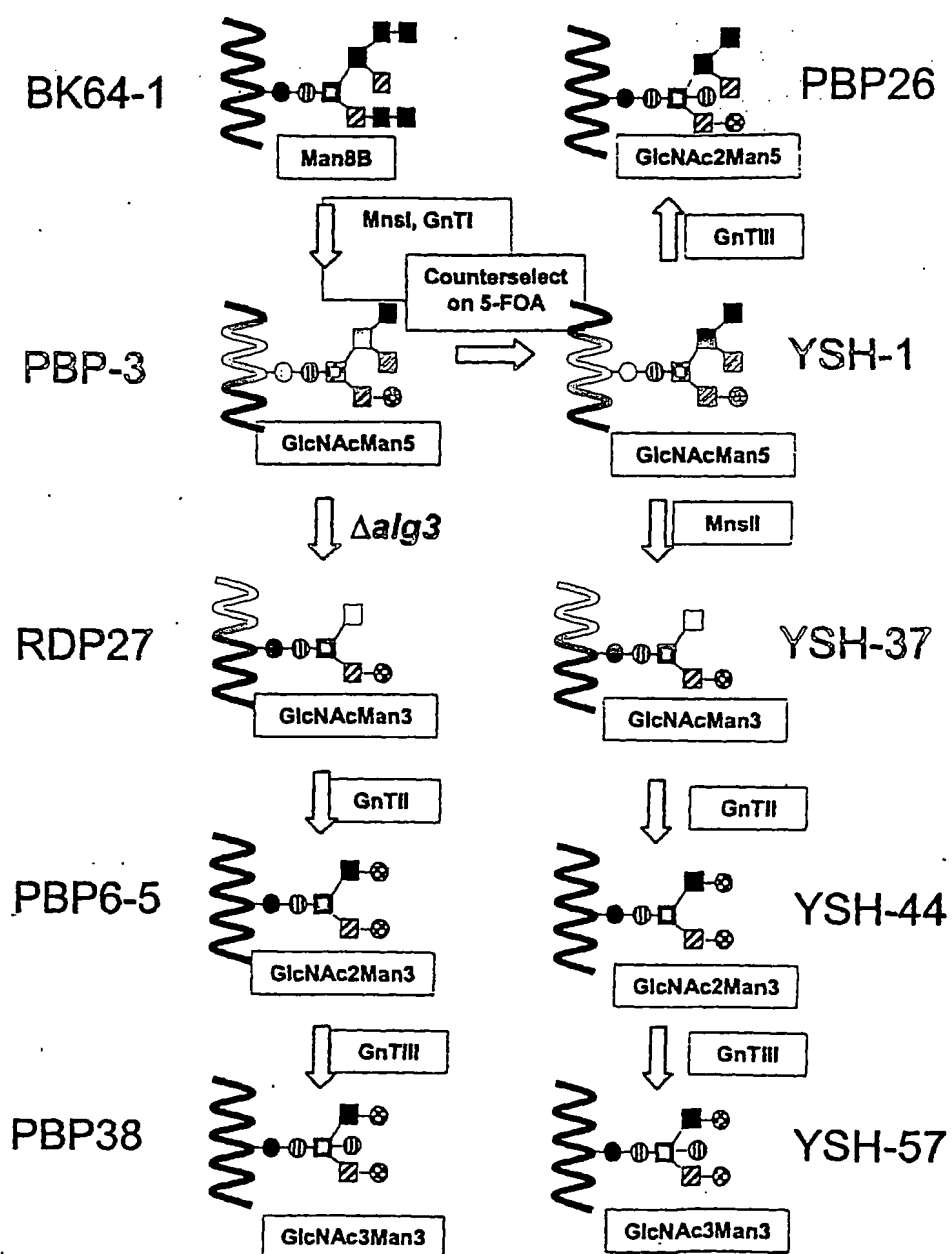 BK64-1
Man8B
PBP26
GlcNAc2Man5
MnsI, GnTI
GnTIII
Counterselect
on 5-FOA
PBP-3
GlcNAcMan5
YSH-1
GlcNAcMan5
Δalg3
MnsII
RDP27
GlcNAcMan3
YSH-37
GlcNAcMan3
GnTII
GnTII
PBP6-5
GlcNAc2Man3
YSH-44
GlcNAc2Man3
GnTIII
GnTIII
PBP38
GlcNAc3Man3
YSH-57
GlcNAc3Man3